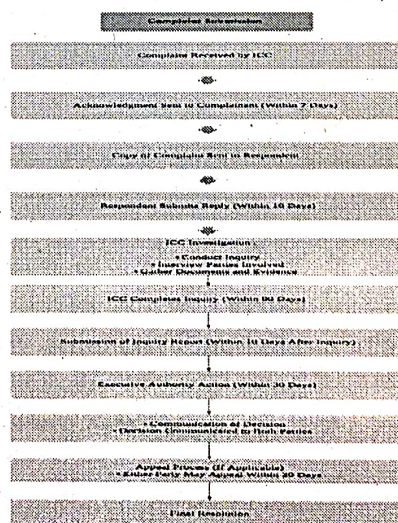 Complaint Submission
Complaint Received by ICC
Acknowledgment Sent to Complainant (Within 7 Days)
Copy of Complaint Sent to Respondent
Respondent Submits Reply (Within 10 Days)
ICC Investigation
• Conduct Inquiry
• Interview Parties Involved
• Gather Documents and Evidence
ICC Completes Inquiry (Within 90 Days)
Submission of Inquiry Report (Within 10 Days After Inquiry)
Executive Authority Action (Within 30 Days)
• Communication of Decision
• Decision Communicated to Both Parties
Appeal Process (If Applicable)
• Either Party May Appeal Within Days
Final Resolution